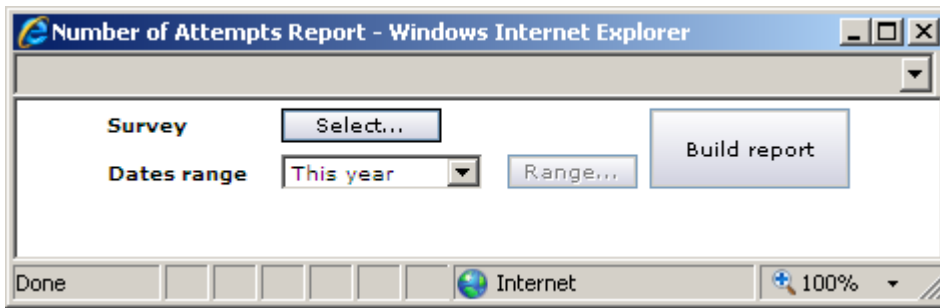 Number of Attempts Report - Windows Internet Explorer
Survey Select...
Build report
Dates range This year Range...
Done Internet 100%